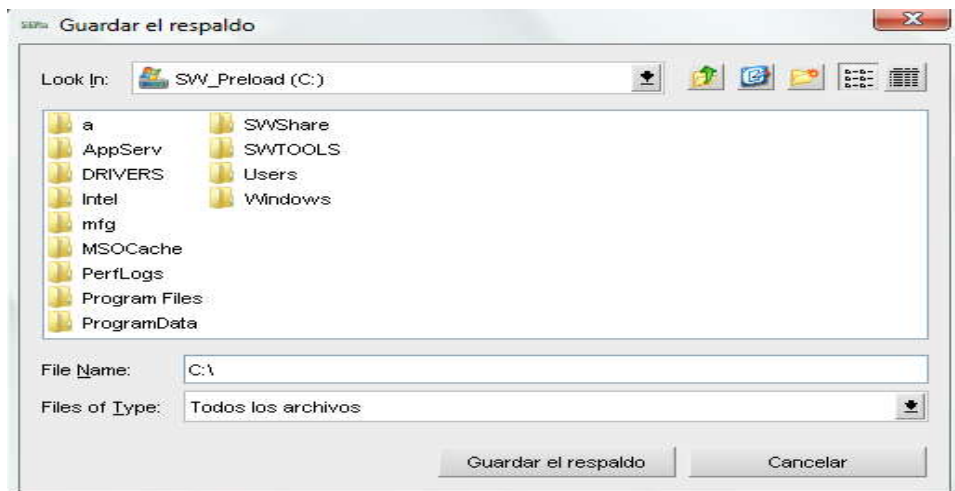 Guardar el respaldo
Look In: SW_Preload (C:)
a
AppServ
DRIVERS
Intel
mfg
MSOCache
PerfLogs
Program Files
ProgramData
SWShare
SWTOOLS
Users
Windows
File Name: C:\
Files of Type: Todos los archivos
Guardar el respaldo
Cancelar